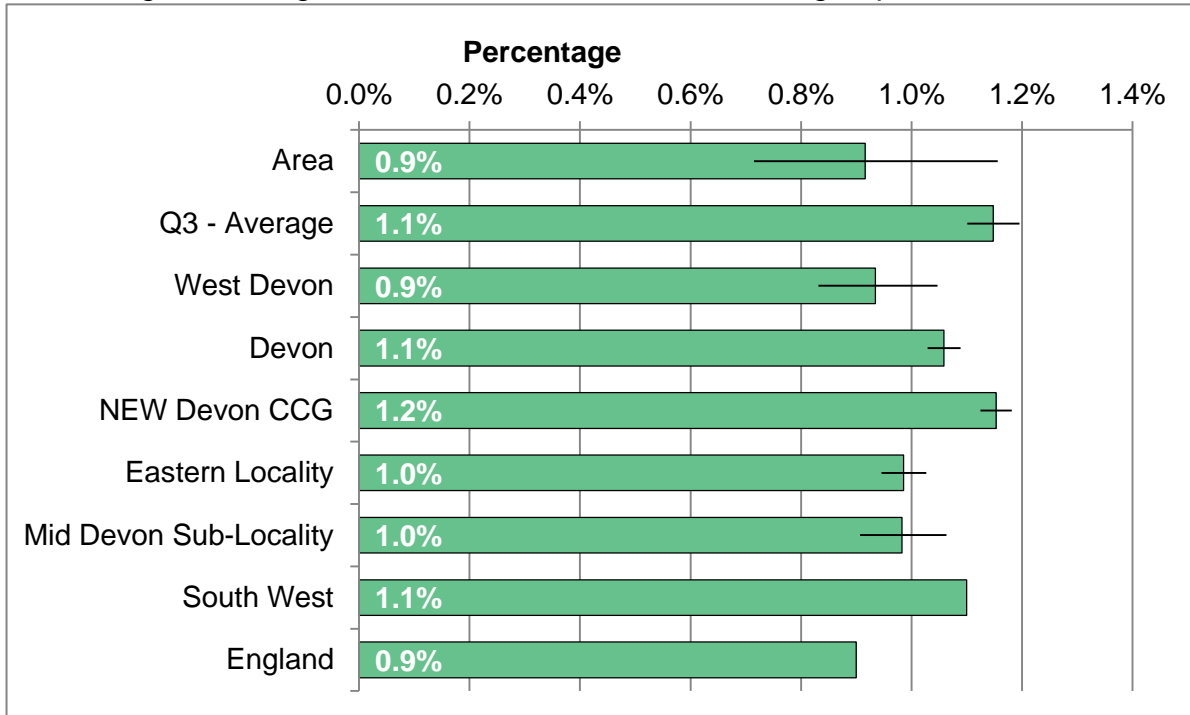 Percentage
0.0% 0.2% 0.4% 0.6% 0.8% 1.0% 1.2% 1.4%
Area 0.9%
Q3 - Average 1.1%
West Devon 0.9%
Devon 1.1%
NEW Devon CCG 1.2%
Eastern Locality 1.0%
Mid Devon Sub-Locality 1.0%
South West 1.1%
England 0.9%